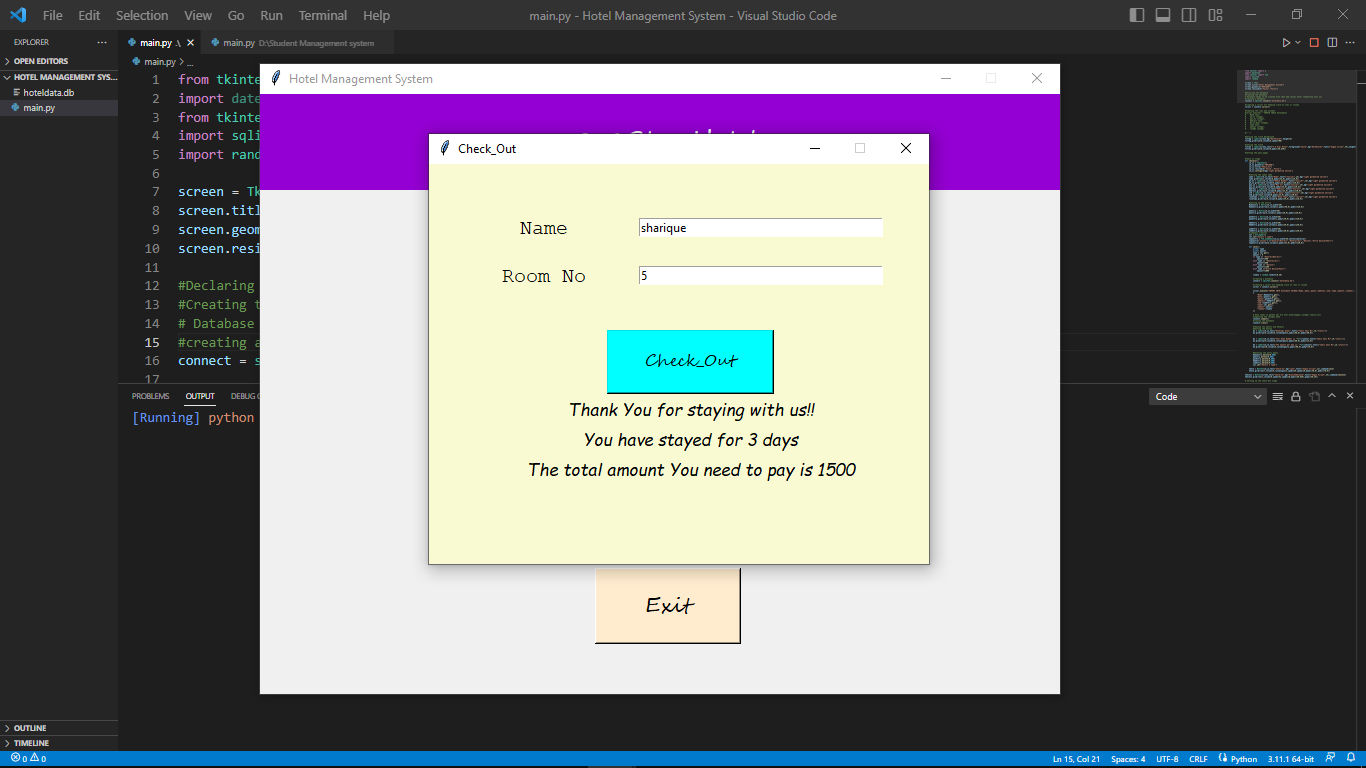 File Edit Selection View Go Run Terminal Help
main.py - Hotel Management System - Visual Studio Code
EXPLORER
OPEN EDITORS
HOTEL MANAGEMENT SYS...
hoteldata.db
main.py
main.py .\
main.py D:\Student Management system
main.py > ...
1 from tkinte
2 import date
3 from tkinte
4 import sqli
5 import rand
6
7 screen = Tk
8 screen.titl
9 screen.geom
10 screen.resi
11
12 #Declaring
13 #Creating t
14 # Database
15 #creating a
16 connect = s
17
Hotel Management System
Check_Out
Name sharique
Room No 5
Check_Out
Thank You for staying with us!!
You have stayed for 3 days
The total amount You need to pay is 1500
Exit
PROBLEMS OUTPUT DEBUG C
Code
[Running] python
OUTLINE
TIMELINE
0 0
Ln 15, Col 21 Spaces: 4 UTF-8 CRLF Python 3.11.1 64-bit